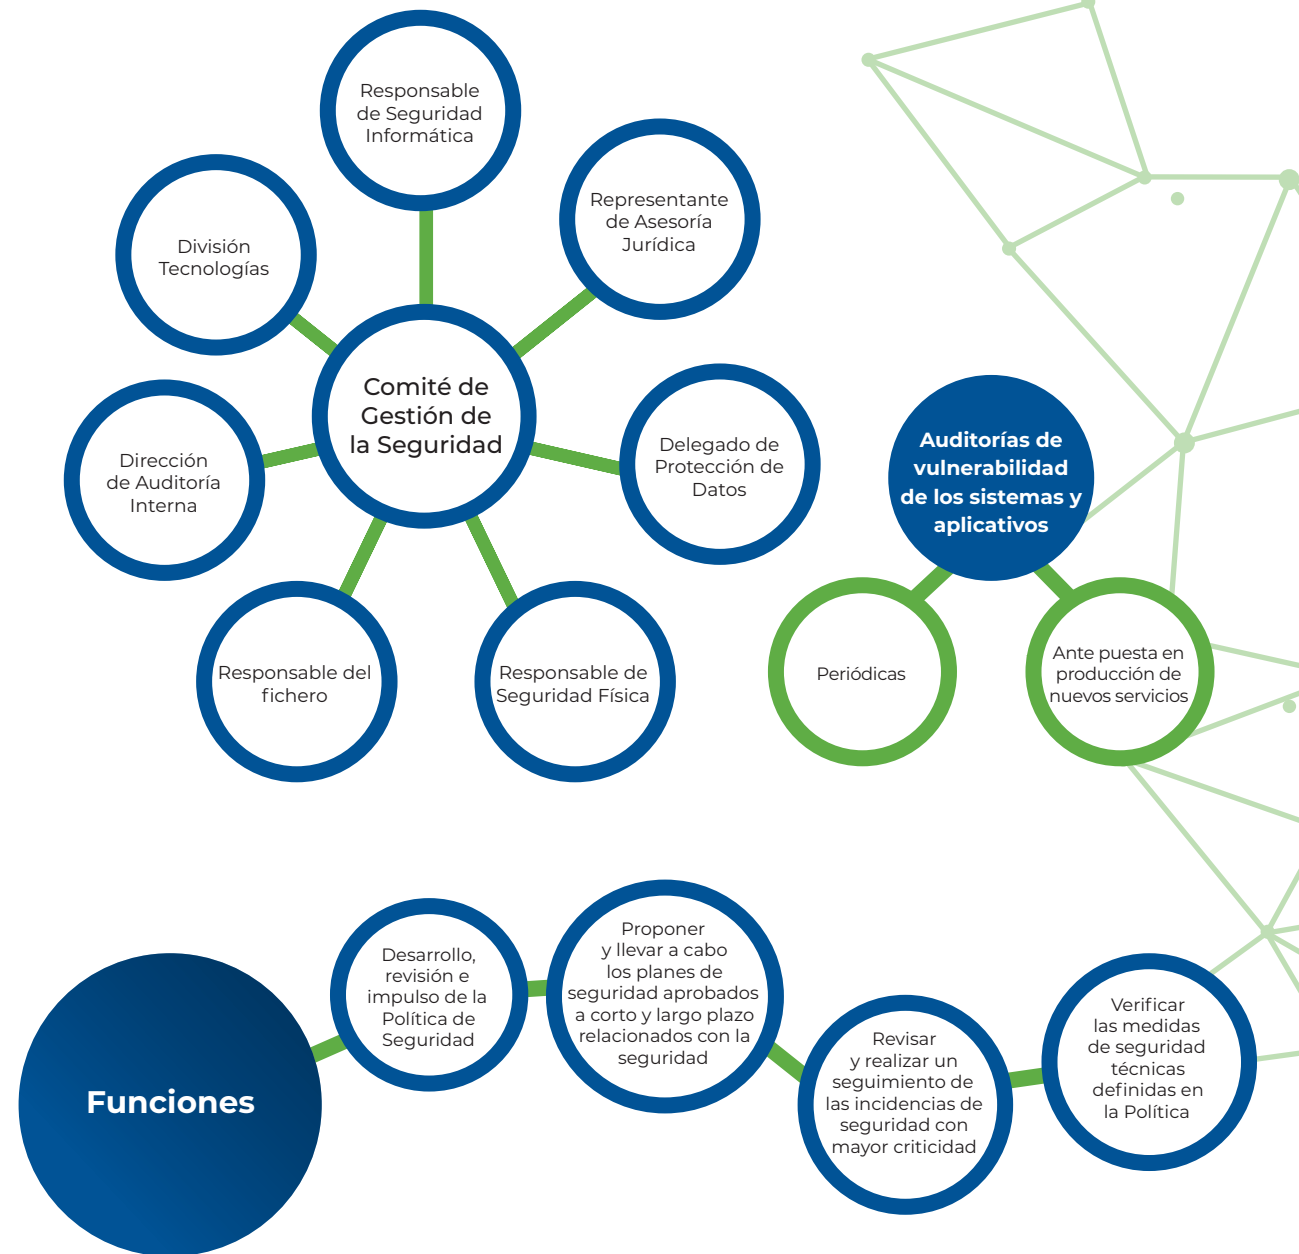 Responsable
de Seguridad
Informática
Representante
de Asesoría
Jurídica
División
Tecnologías
Comité de
Gestión de
la Seguridad
Delegado de
Protección de
Datos
Dirección
de Auditoría
Interna
Responsable del
fichero
Responsable de
Seguridad Física
Auditorías de
vulnerabilidad
de los sistemas y
aplicativos
Periódicas
Ante puesta en
producción de
nuevos servicios
Funciones
Desarrollo,
revisión e
impulso de la
Política de
Seguridad
Proponer
y llevar a cabo
los planes de
seguridad aprobados
a corto y largo plazo
relacionados con la
seguridad
Revisar
y realizar un
seguimiento de
las incidencias de
seguridad con
mayor criticidad
Verificar
las medidas
de seguridad
técnicas
definidas en
la Política